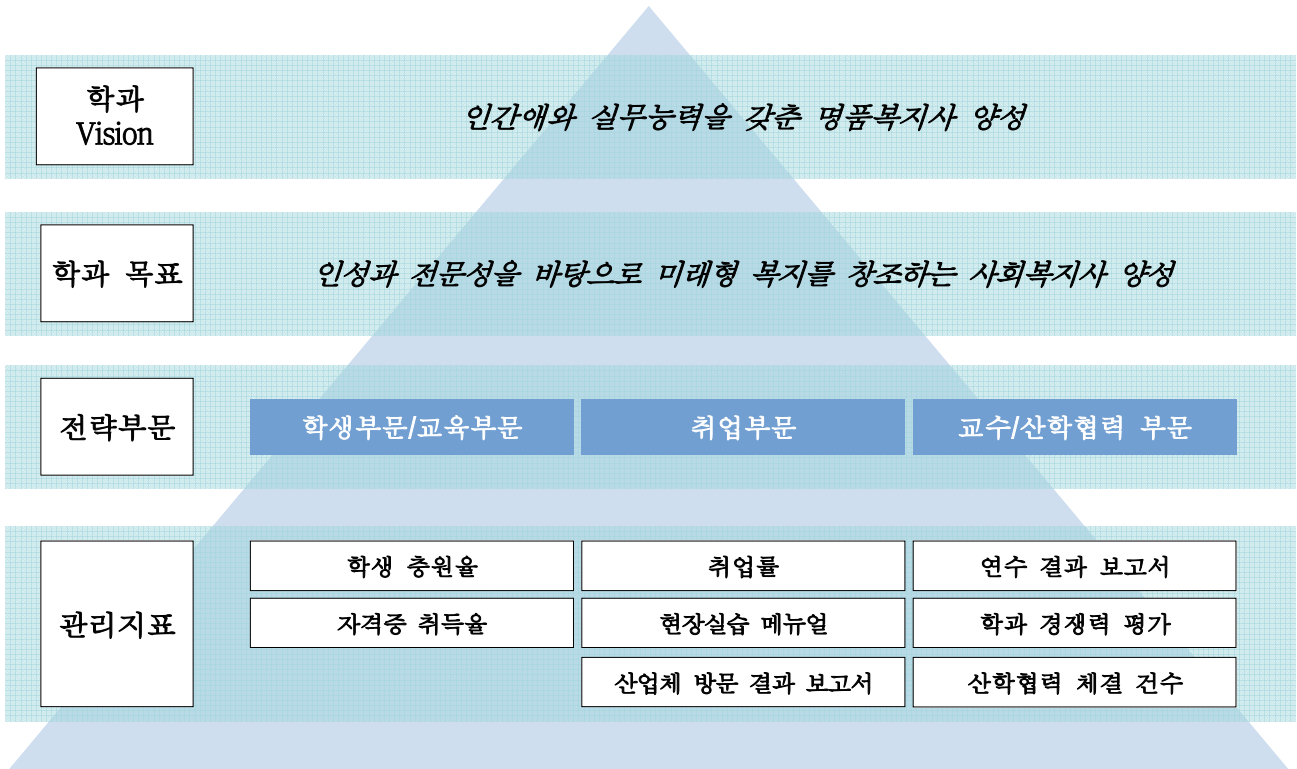 학과
Vision
인간애와 실무능력을 갖춘 명품복지사 양성
학과 목표
인성과 전문성을 바탕으로 미래형 복지를 창조하는 사회복지사 양성
전략부문
학생부문/교육부문
취업부문
교수/산학협력 부문
관리지표
학생 충원율
취업률
연수 결과 보고서
자격증 취득율
현장실습 메뉴얼
학과 경쟁력 평가
산업체 방문 결과 보고서
산학협력 체결 건수